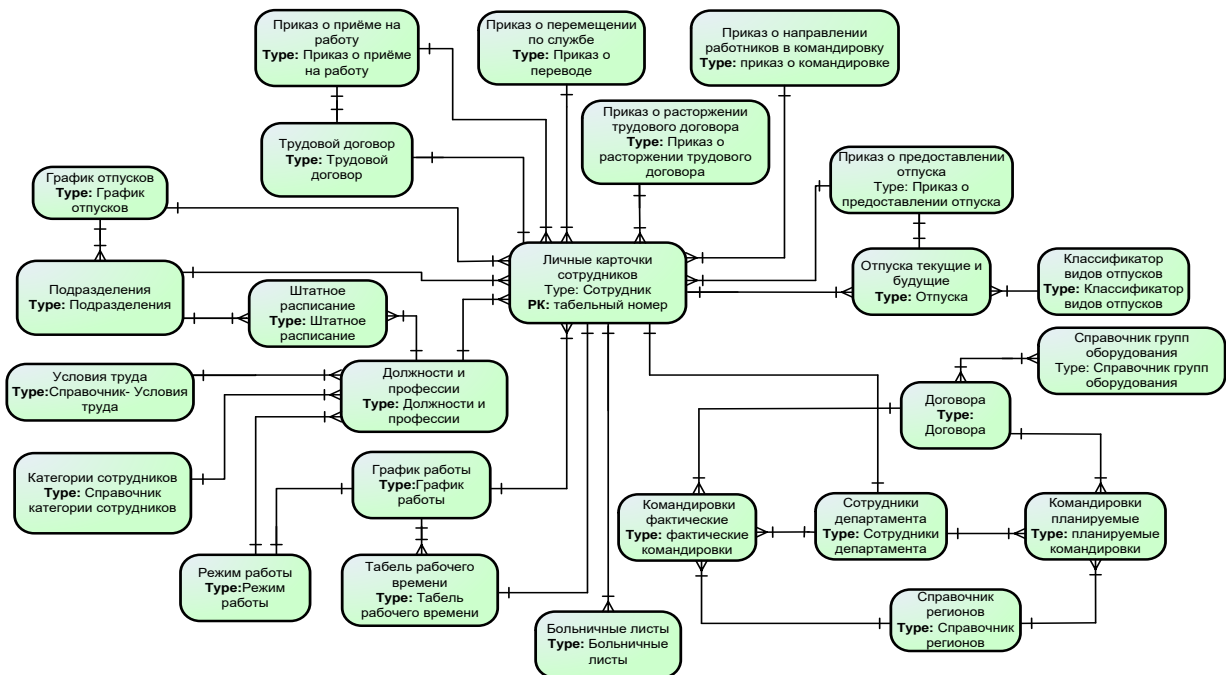 Приказ о приёме на
работу
Type: Приказ о приёме
на работу
Приказ о перемещении
по службе
Type: Приказ о
переводе
Приказ о направлении
работников в командировку
Type: приказ о командировке
Приказ о расторжении
трудового договора
Type: Приказ о
расторжении трудового
договора
Трудовой договор
Type: Трудовой
договор
График отпусков
Type: График
отпусков
Приказ о предоставлении
отпуска
Type: Приказ о
предоставлении отпуска
Личные карточки
сотрудников
Type: Сотрудник
РК: табельный номер
Отпуска текущие и
будущие
Type: Отпуска
Классификатор
видов отпусков
Type: Классификатор
видов отпусков
Подразделения
Type: Подразделения
Штатное
расписание
Type: Штатное
расписание
Справочник групп
оборудования
Type: Справочник групп
оборудования
Условия труда
Type:Справочник- Условия
труда
Должности и
профессии
Type: Должности и
профессии
Договора
Type:
Договора
Категории сотрудников
Type: Справочник
категории сотрудников
График работы
Type:График
работы
Командировки
фактические
Type: фактические
командировки
Сотрудники
департамента
Type: Сотрудники
департамента
Командировки
планируемые
Type: планируемые
командировки
Режим работы
Type:Режим
работы
Табель рабочего
времени
Type: Табель
рабочего времени
Больничные листы
Type: Больничные
листы
Справочник
регионов
Type: Справочник
регионов